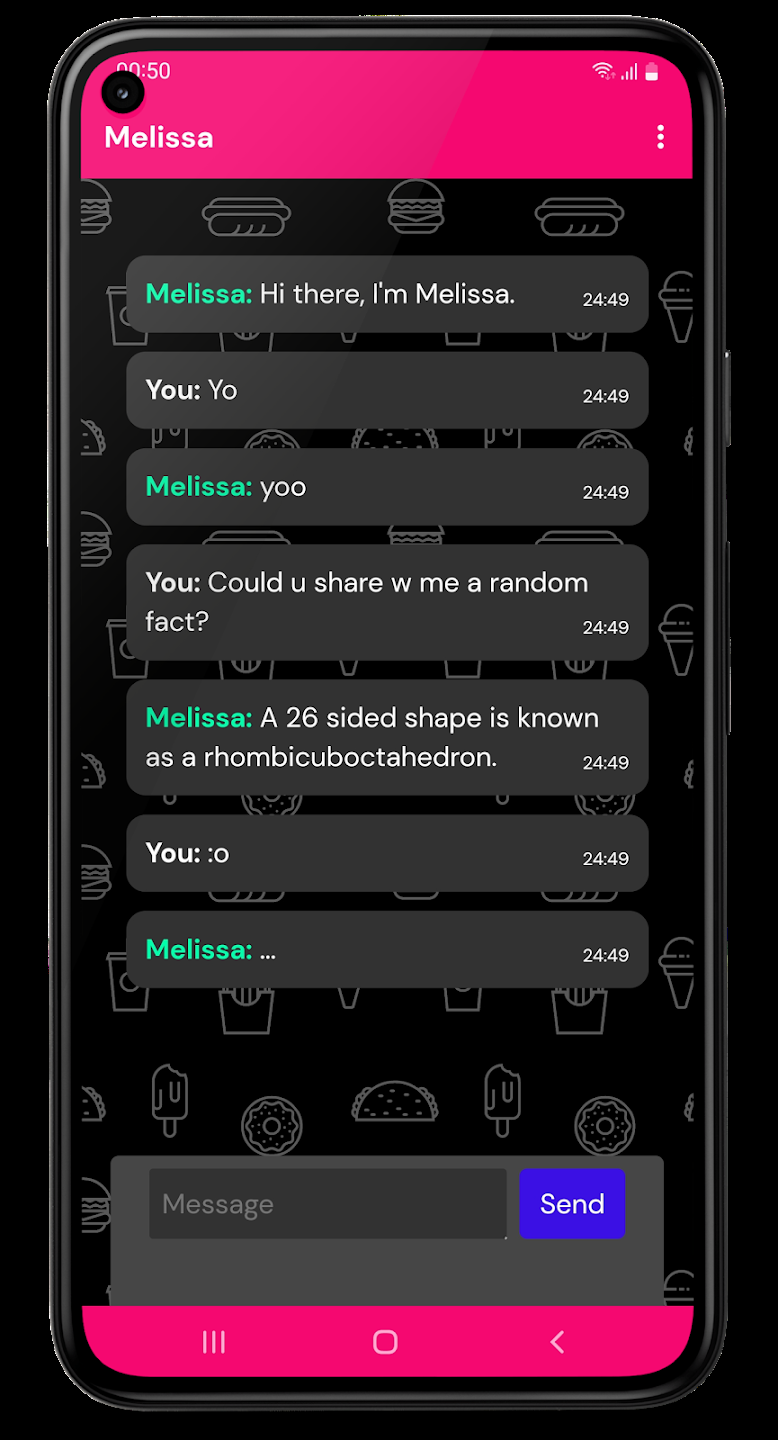 00:50
Melissa
Melissa: Hi there, I'm Melissa.
24:49
You: Yo
24:49
Melissa: yoo
24:49
You: Could u share w me a random
fact?
24:49
Melissa: A 26 sided shape is known
as a rhombicuboctahedron.
24:49
You: :o
24:49
Melissa: ...
24:49
Message
Send